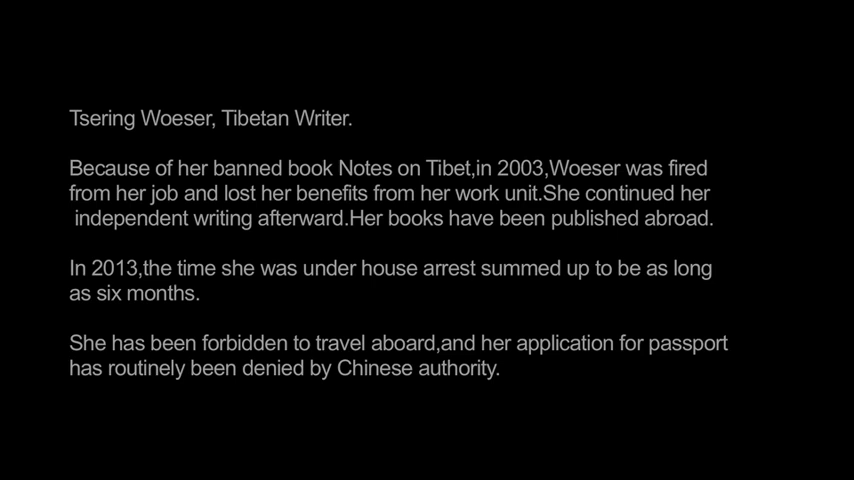 Tsering Woeser, Tibetan Writer.
Because of her banned book Notes on Tibet,in 2003,Woeser was fired
from her job and lost her benefits from her work unit.She continued her
independent writing afterward.Her books have been published abroad.
In 2013,the time she was under house arrest summed up to be as long
as six months.
She has been forbidden to travel aboard,and her application for passport
has routinely been denied by Chinese authority.